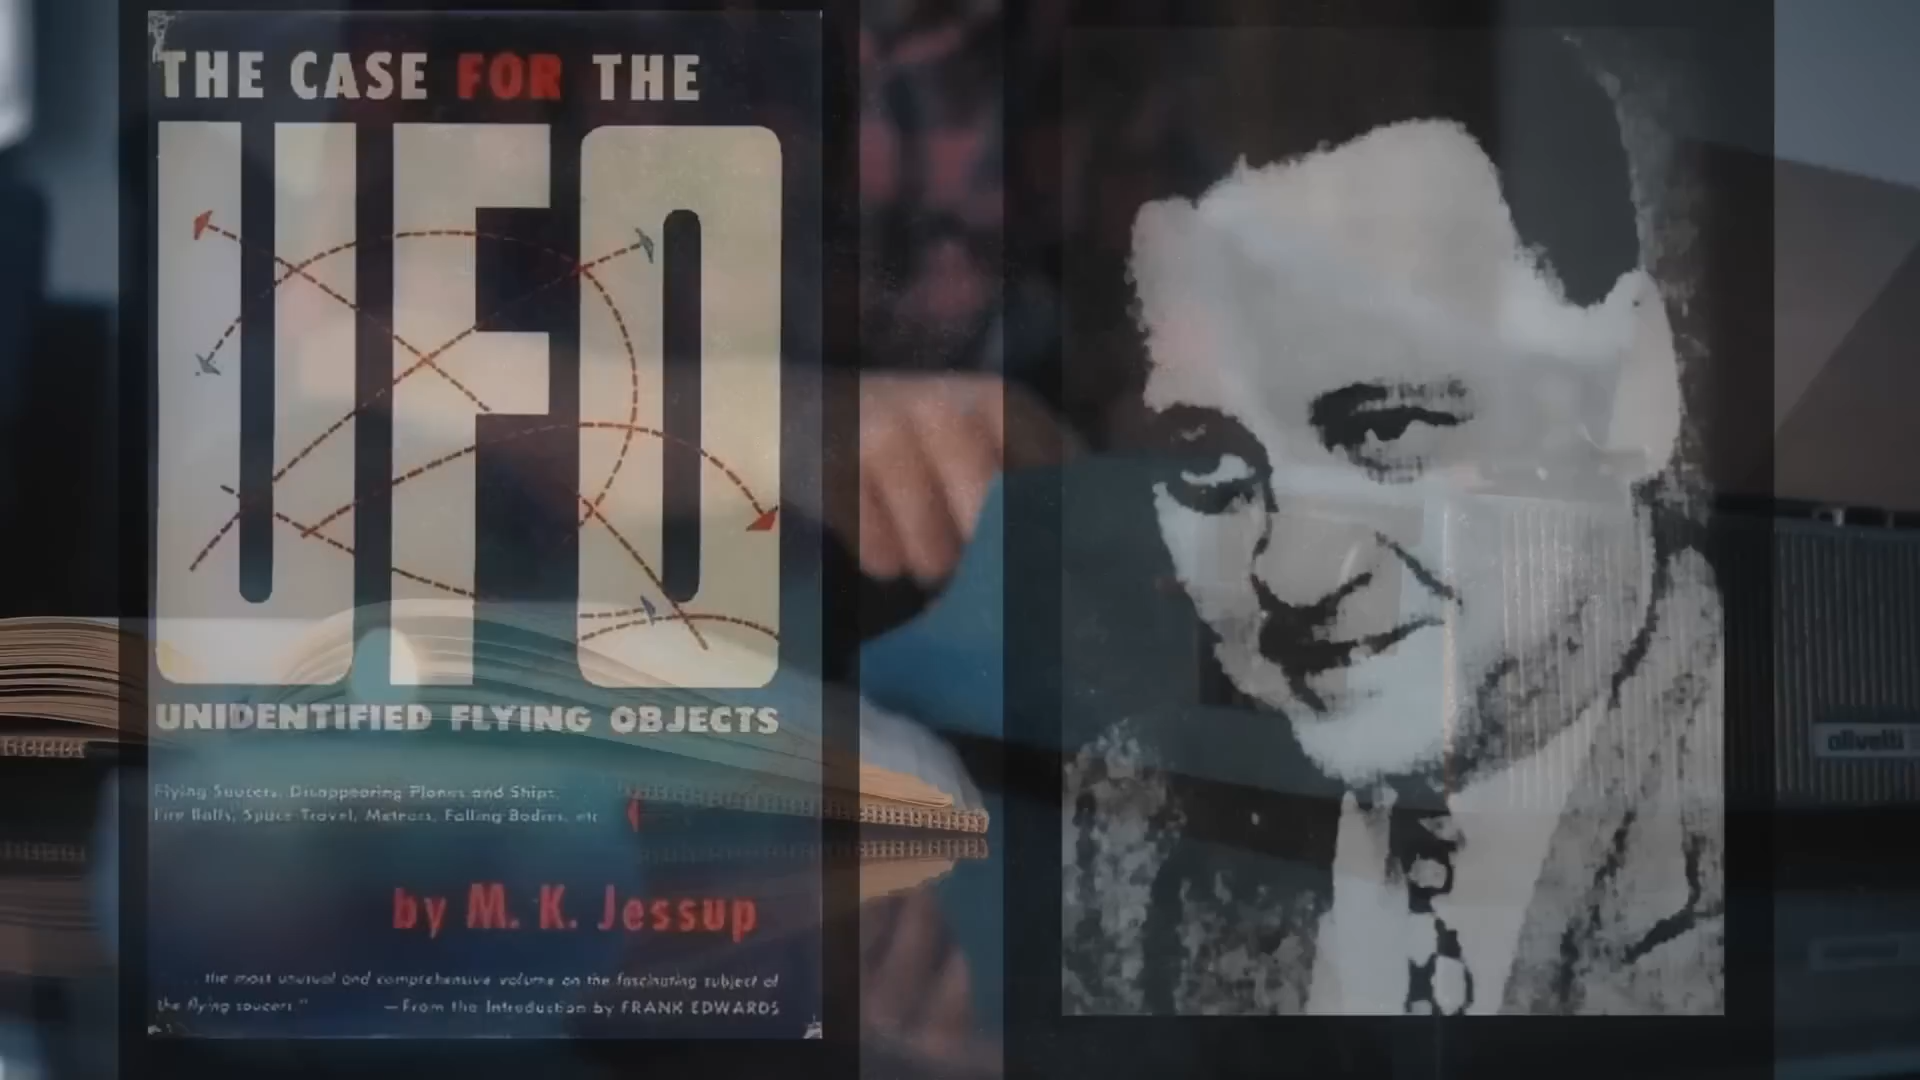 THE CASE FOR THE
UFO
UNIDENTIFIED FLYING OBJECTS
Flying Saucers, Disappearing Planes and Ships,
Fire Balls, Space Travel, Meteors, Falling Bodies, etc
by M. K. Jessup
. . . the most unusual and comprehensive volume on the fascinating subject of
the flying saucers."
—From the Introduction by FRANK EDWARDS
olivetti